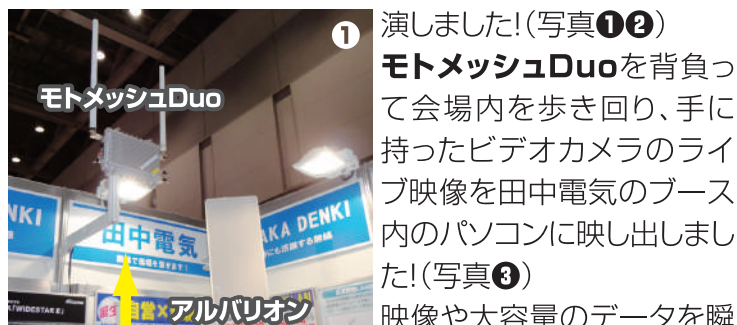 ❶
モトメッシュDuo
NKI
田中電気
AKA DENKI
アルバリオン
演しました!(写真❶❷)
モトメッシュDuoを背負っ
て会場内を歩き回り、手に
持ったビデオカメラのライ
ブ映像を田中電気のブース
内のパソコンに映し出しまし
た!(写真❸)
映像や大容量のデータを瞬